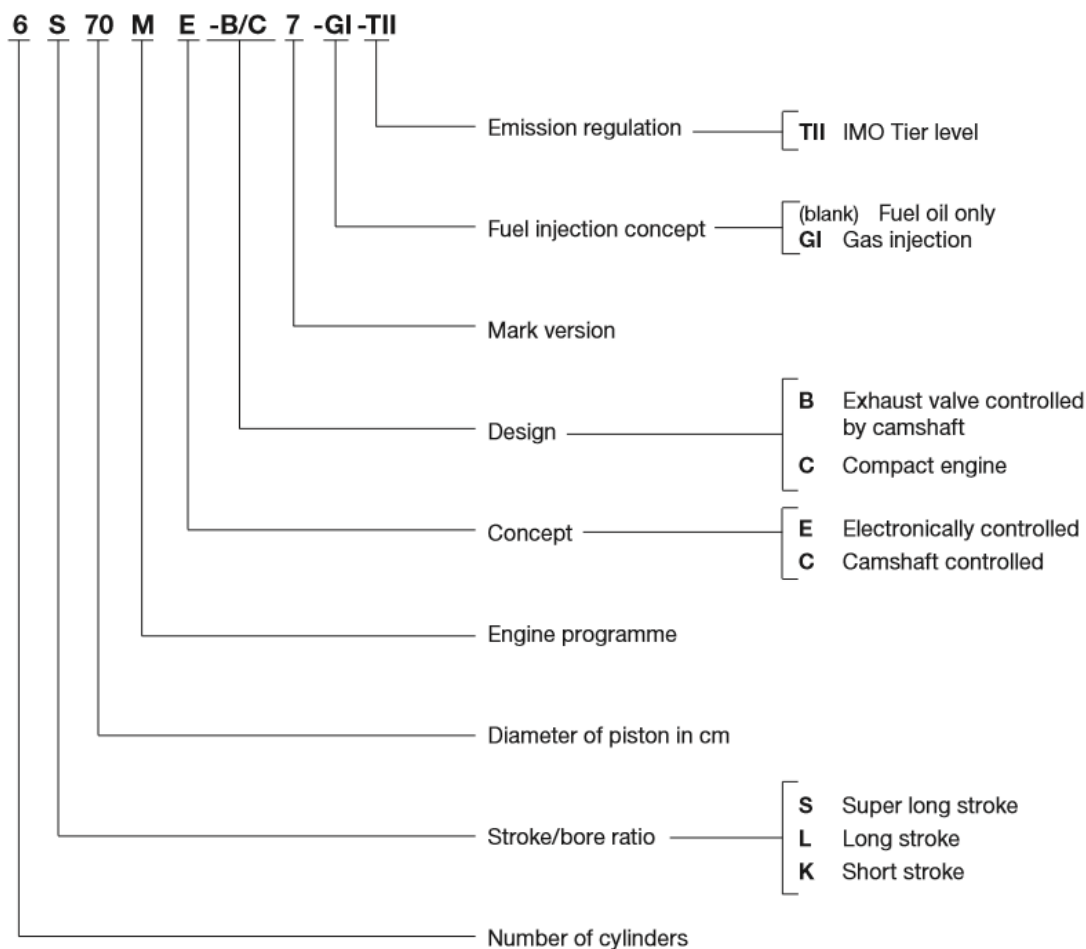 6 S 70 M E -B/C 7 -GI -TII
Emission regulation
TII IMO Tier level
Fuel injection concept
(blank) Fuel oil only
GI Gas injection
Mark version
Design
B Exhaust valve controlled
by camshaft
C Compact engine
Concept
E Electronically controlled
C Camshaft controlled
Engine programme
Diameter of piston in cm
Stroke/bore ratio
S Super long stroke
L Long stroke
K Short stroke
Number of cylinders